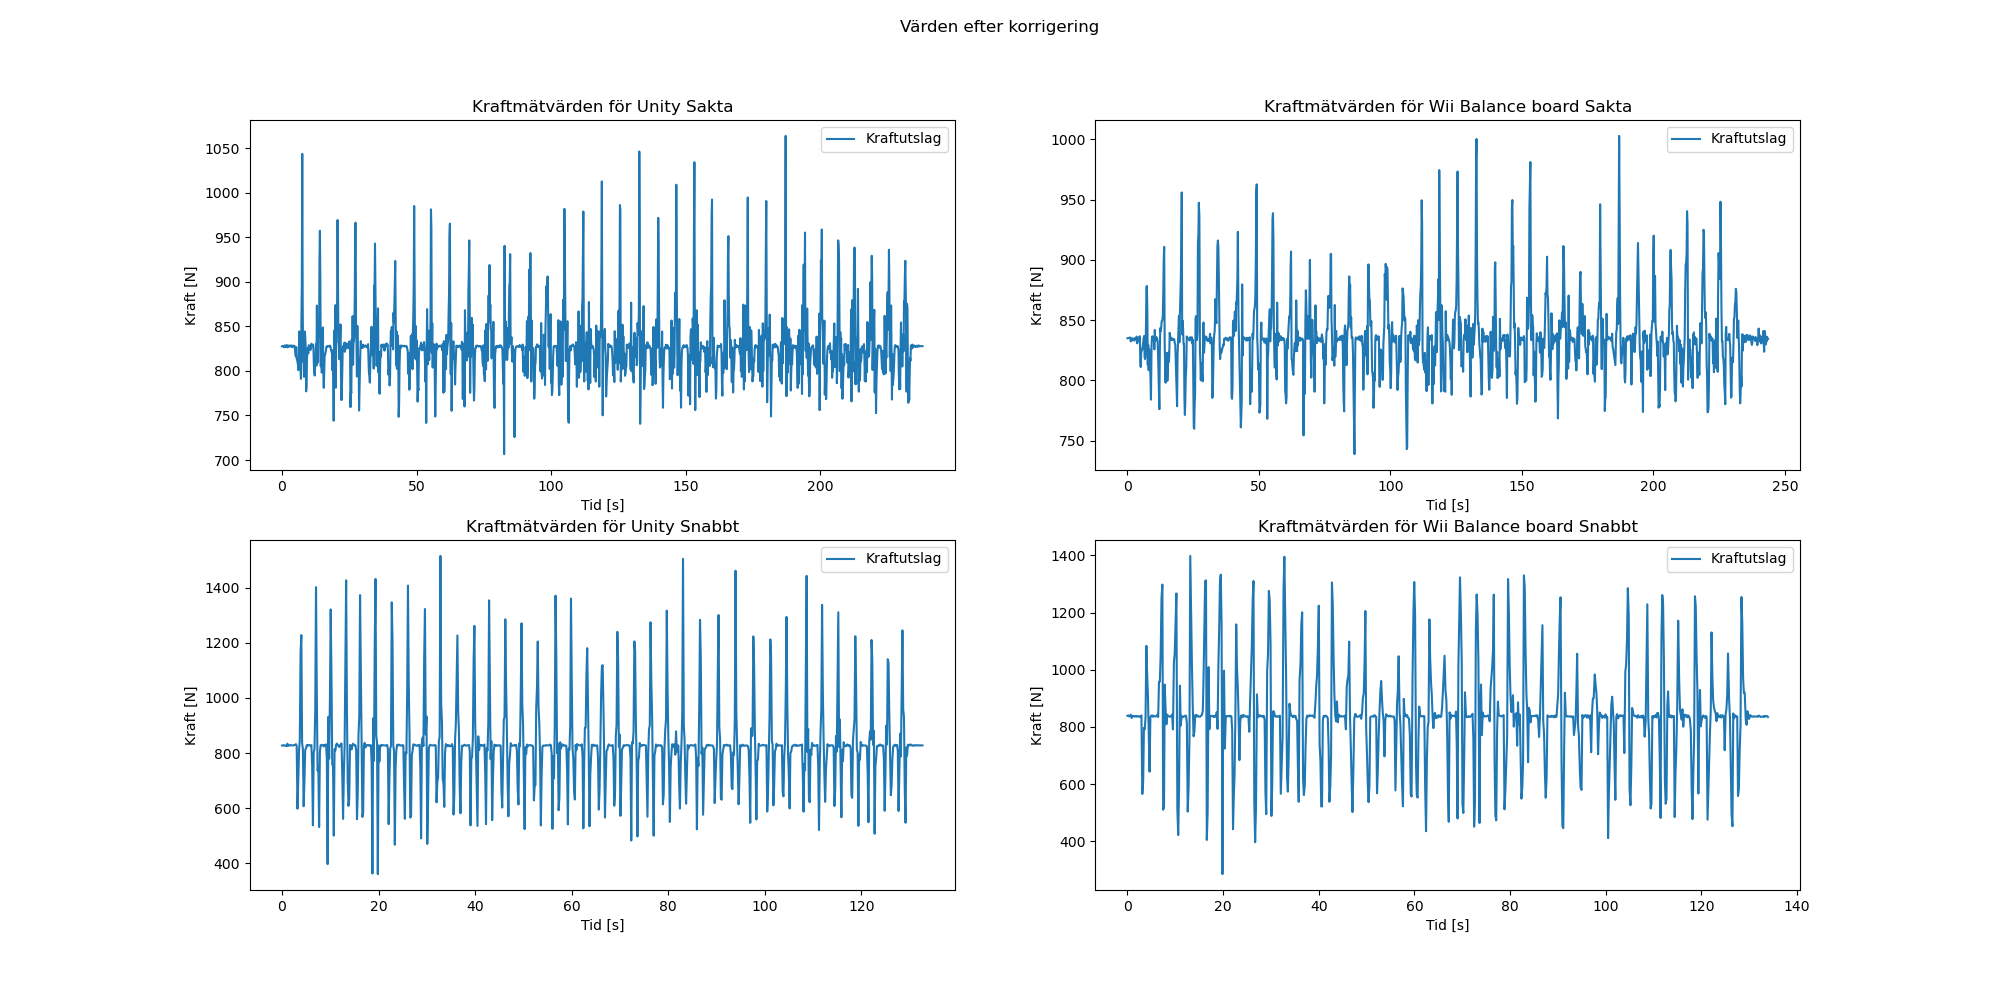 Värden efter korrigering
Kraftmätvärden för Unity Sakta
Kraftutslag
Kraft [N]
1050
1000
950
900
850
800
750
700
0 50 100 150 200
Tid [s]
Kraftmätvärden för Wii Balance board Sakta
Kraftutslag
Kraft [N]
1000
950
900
850
800
750
0 50 100 150 200 250
Tid [s]
Kraftmätvärden för Unity Snabbt
Kraftutslag
Kraft [N]
1400
1200
1000
800
600
400
0 20 40 60 80 100 120
Tid [s]
Kraftmätvärden för Wii Balance board Snabbt
Kraftutslag
Kraft [N]
1400
1200
1000
800
600
400
0 20 40 60 80 100 120 140
Tid [s]